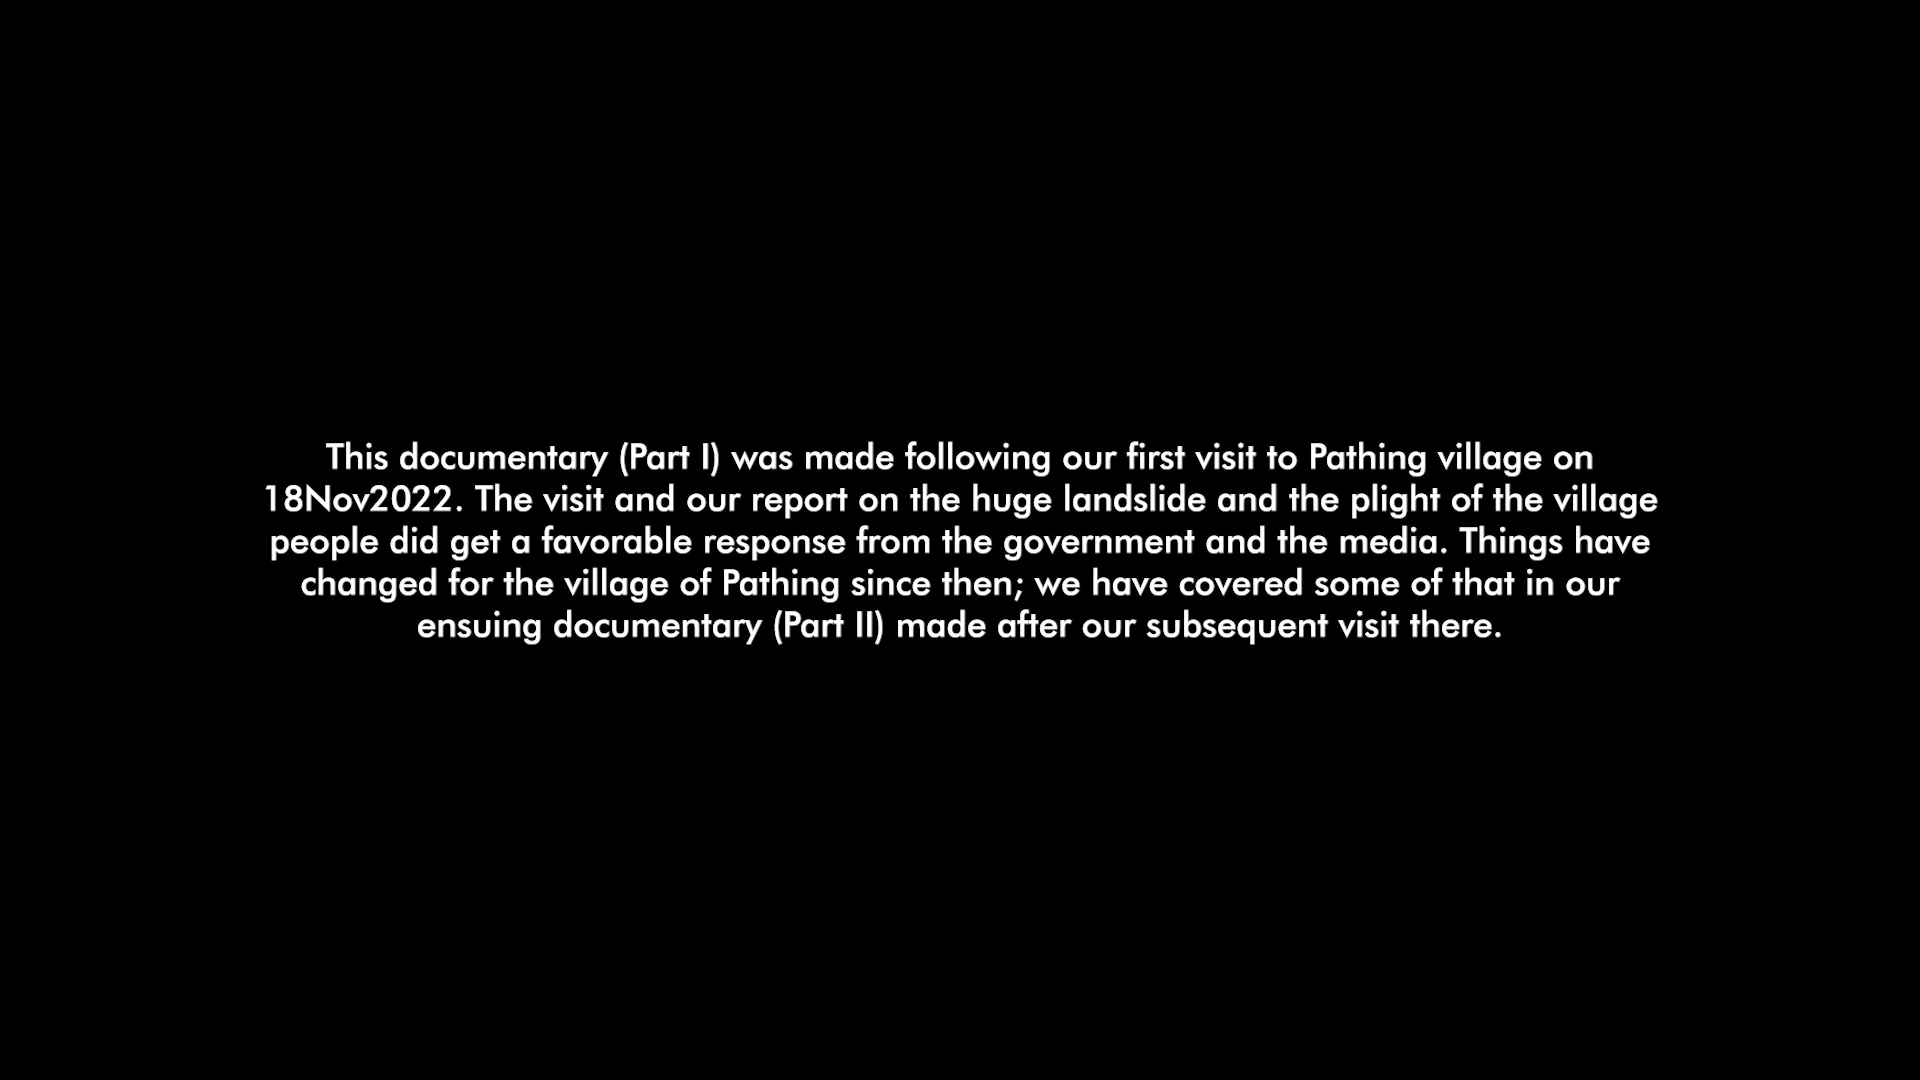 This documentary (Part I) was made following our first visit to Pathing village on
18Nov2022. The visit and our report on the huge landslide and the plight of the village
people did get a favorable response from the government and the media. Things have
changed for the village of Pathing since then; we have covered some of that in our
ensuing documentary (Part II) made after our subsequent visit there.